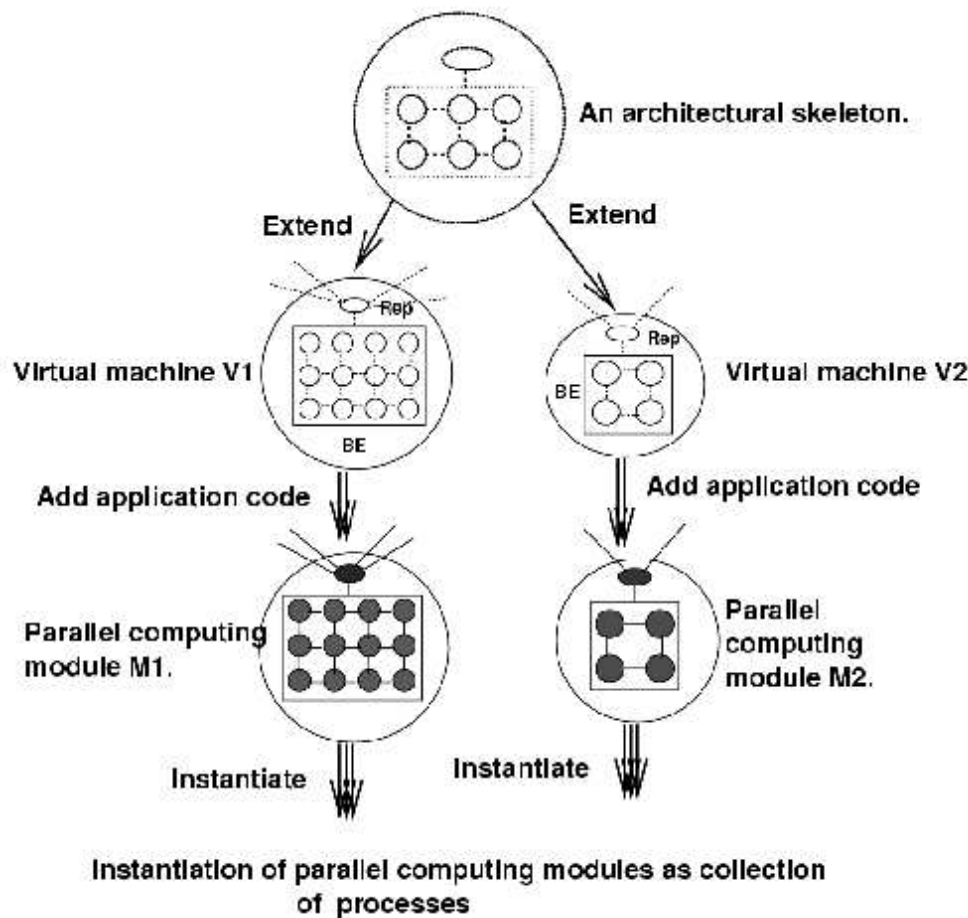 An architectural skeleton.
Extend
Extend
Rep
Rep
Virtual machine V1
Virtual machine V2
BE
BE
Add application code
Add application code
Parallel computing
module M1.
Parallel
computing
module M2.
Instantiate
Instantiate
Instantiation of parallel computing modules as collection
of processes